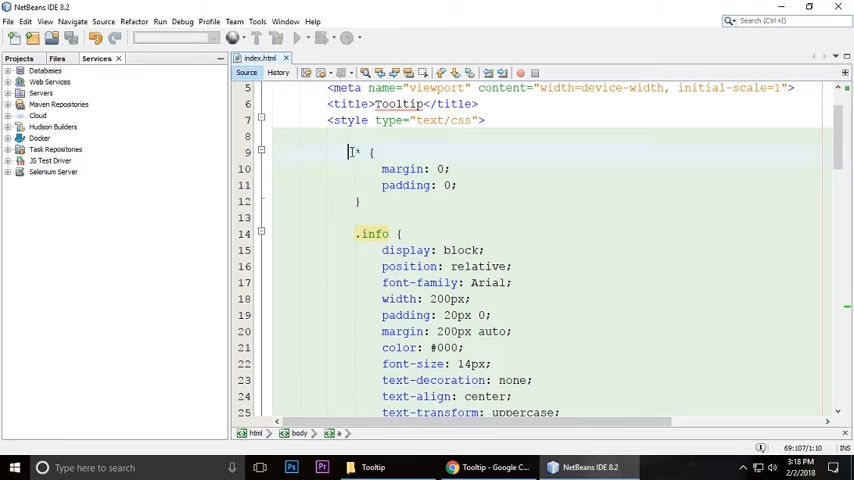 NetBeans IDE 8.2
File Edit View Navigate Source Refactor Run Debug Profile Team Tools Window Help
Search (Ctrl+I)
Projects Files Services
index.html
Databases
Web Services
Servers
Maven Repositories
Cloud
Hudson Builders
Docker
Task Repositories
JS Test Driver
Selenium Server
Source History
5 <meta name="viewport" content="width=device-width, initial-scale=1">
6 <title>Tooltip</title>
7 <style type="text/css">
8
9 * {
10 margin: 0;
11 padding: 0;
12 }
13
14 .info {
15 display: block;
16 position: relative;
17 font-family: Arial;
18 width: 200px;
19 padding: 20px 0;
20 margin: 200px auto;
21 color: #000;
22 font-size: 14px;
23 text-decoration: none;
24 text-align: center;
25 text-transform: uppercase;
html body a
69:107/1:10 INS
Type here to search
Ps
Pr
Tooltip
Tooltip - Google C...
NetBeans IDE 8.2
3:18 PM
2/2/2018